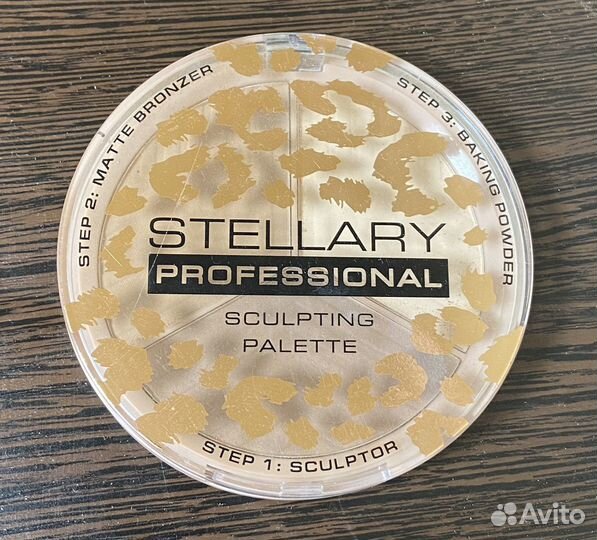 STELLARY
PROFESSIONAL
SCULPTING
PALETTE
STEP 1: SCULPTOR
STEP 2: MATTE BRONZER
STEP 3: BAKING POWDER
Avito